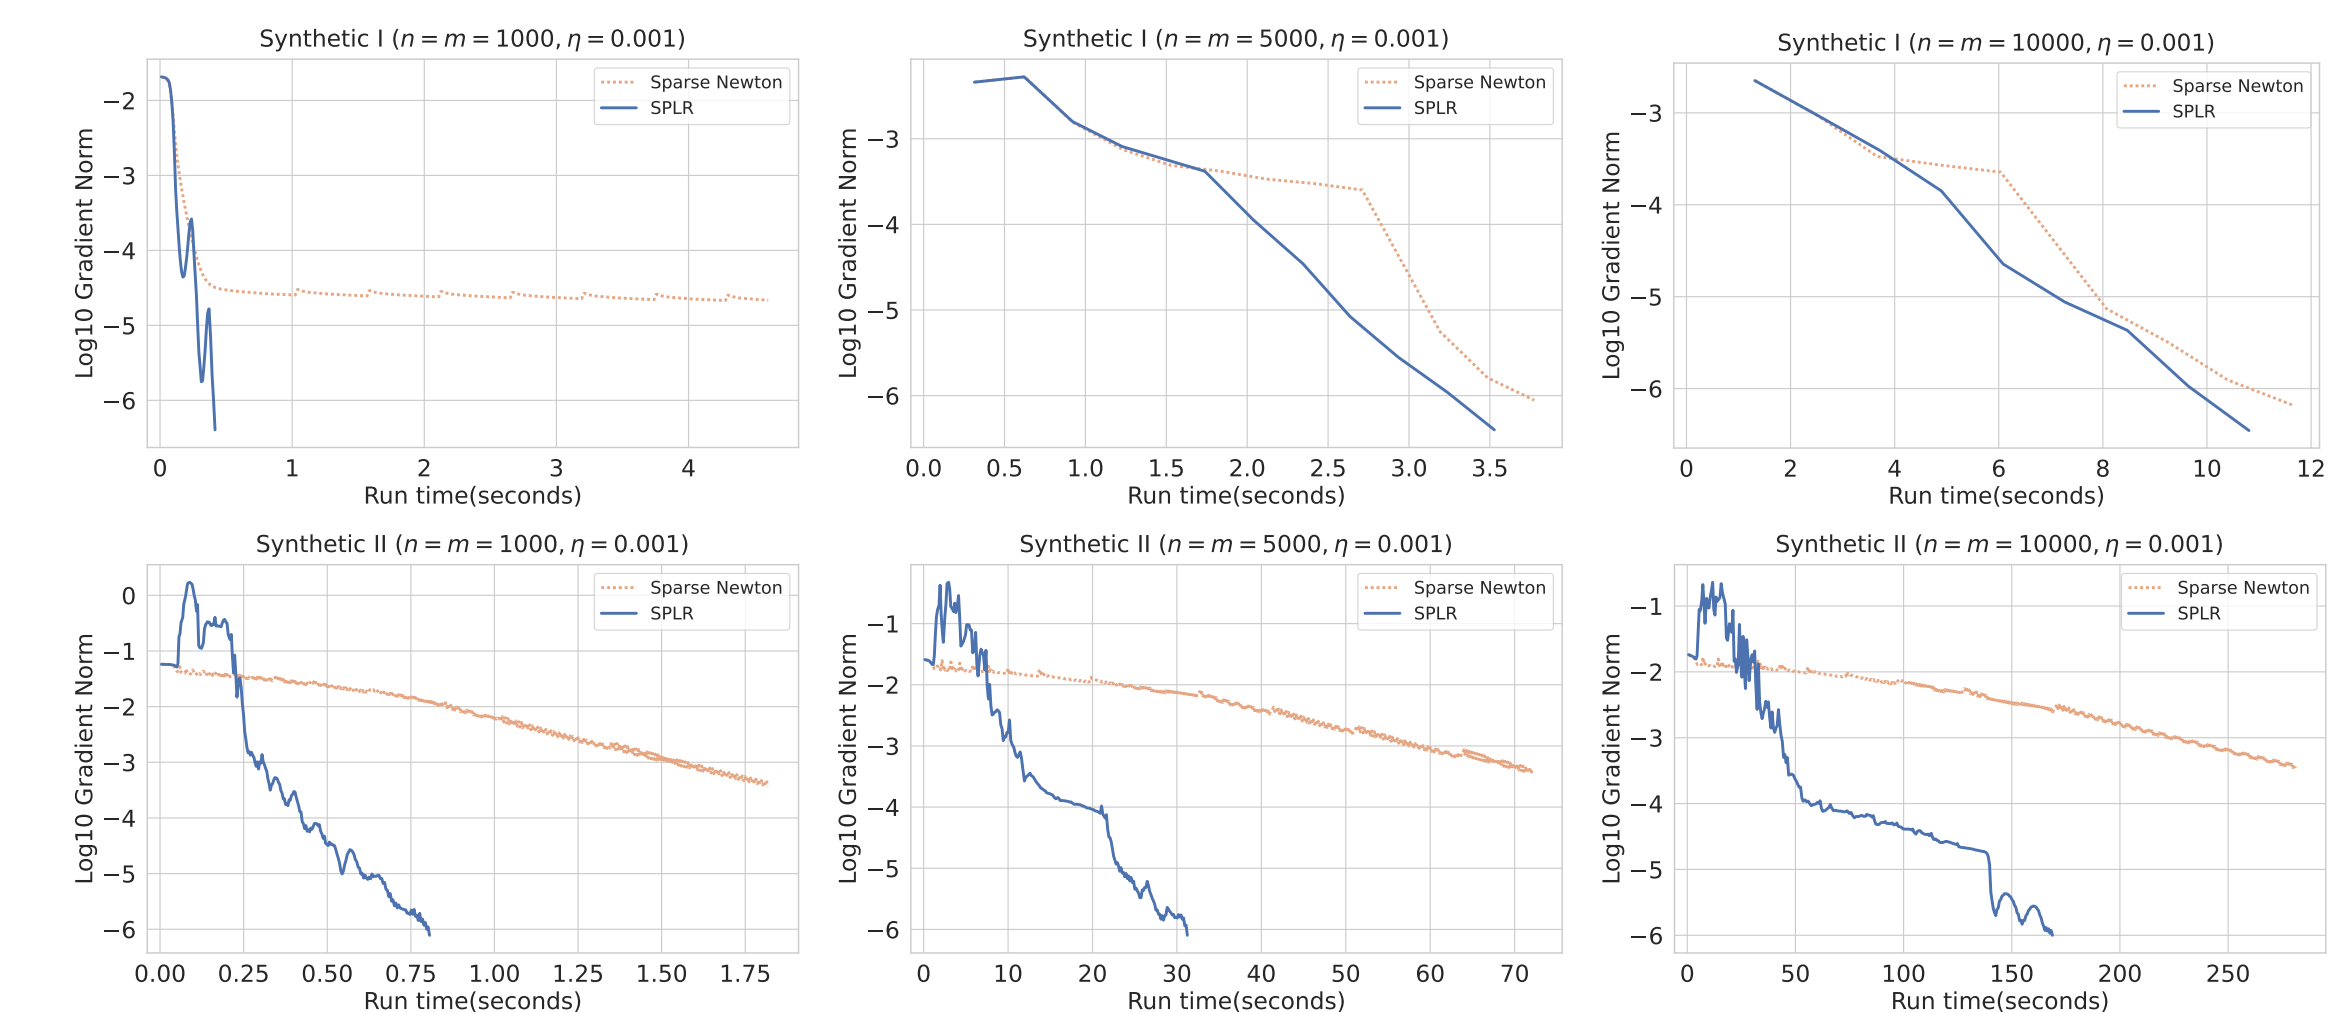 Synthetic I (n = m = 1000, η = 0.001)
Log10 Gradient Norm
−2
−3
−4
−5
−6
Sparse Newton
SPLR
0 1 2 3 4
Run time(seconds)
Synthetic I (n = m = 5000, η = 0.001)
Log10 Gradient Norm
−3
−4
−5
−6
Sparse Newton
SPLR
0.0 0.5 1.0 1.5 2.0 2.5 3.0 3.5
Run time(seconds)
Synthetic I (n = m = 10000, η = 0.001)
Log10 Gradient Norm
−3
−4
−5
−6
Sparse Newton
SPLR
0 2 4 6 8 10 12
Run time(seconds)
Synthetic II (n = m = 1000, η = 0.001)
Log10 Gradient Norm
0
−1
−2
−3
−4
−5
−6
Sparse Newton
SPLR
0.00 0.25 0.50 0.75 1.00 1.25 1.50 1.75
Run time(seconds)
Synthetic II (n = m = 5000, η = 0.001)
Log10 Gradient Norm
−1
−2
−3
−4
−5
−6
Sparse Newton
SPLR
0 10 20 30 40 50 60 70
Run time(seconds)
Synthetic II (n = m = 10000, η = 0.001)
Log10 Gradient Norm
−1
−2
−3
−4
−5
−6
Sparse Newton
SPLR
0 50 100 150 200 250
Run time(seconds)